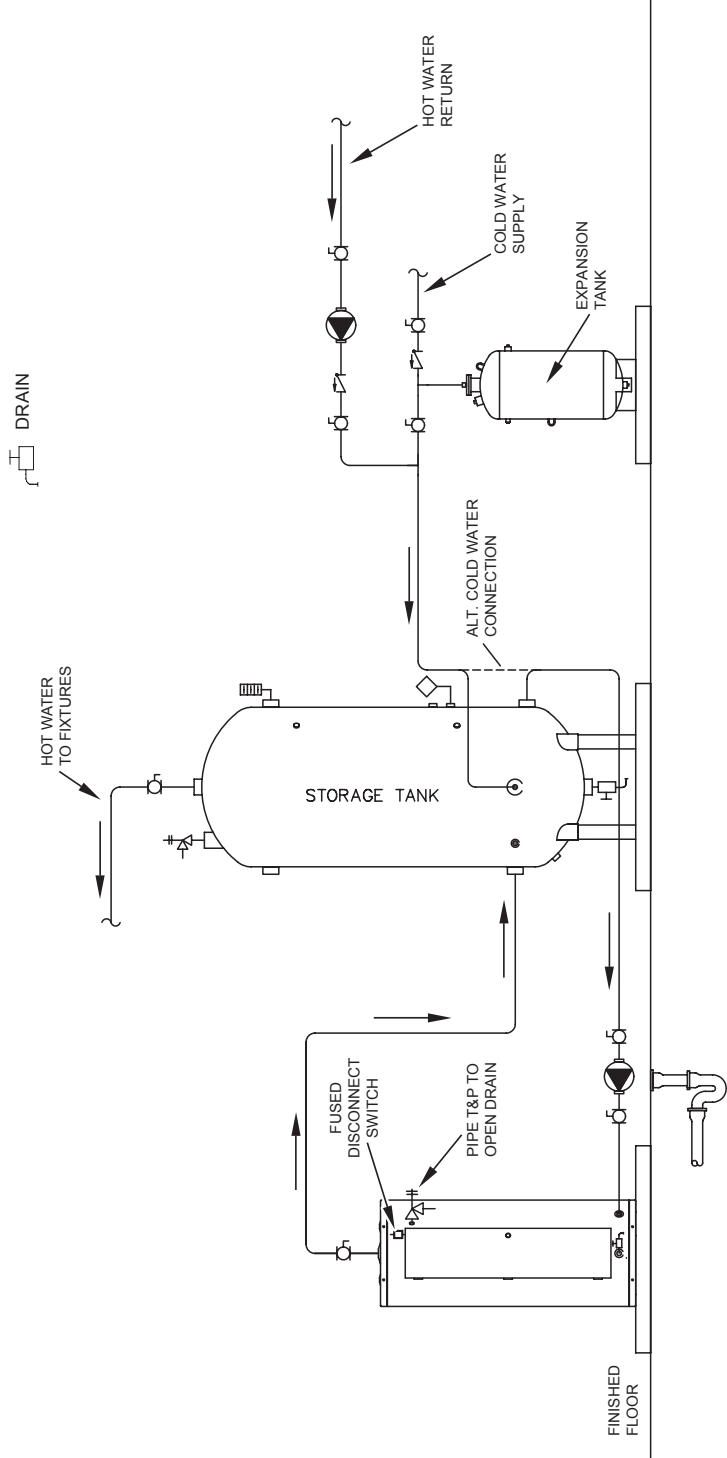 DRAIN
HOT WATER
RETURN
COLD WATER
SUPPLY
EXPANSION
TANK
ALT. COLD WATER
CONNECTION
HOT WATER
TO FIXTURES
STORAGE TANK
FUSED
DISCONNECT
SWITCH
PIPE T&P TO
OPEN DRAIN
FINISHED
FLOOR